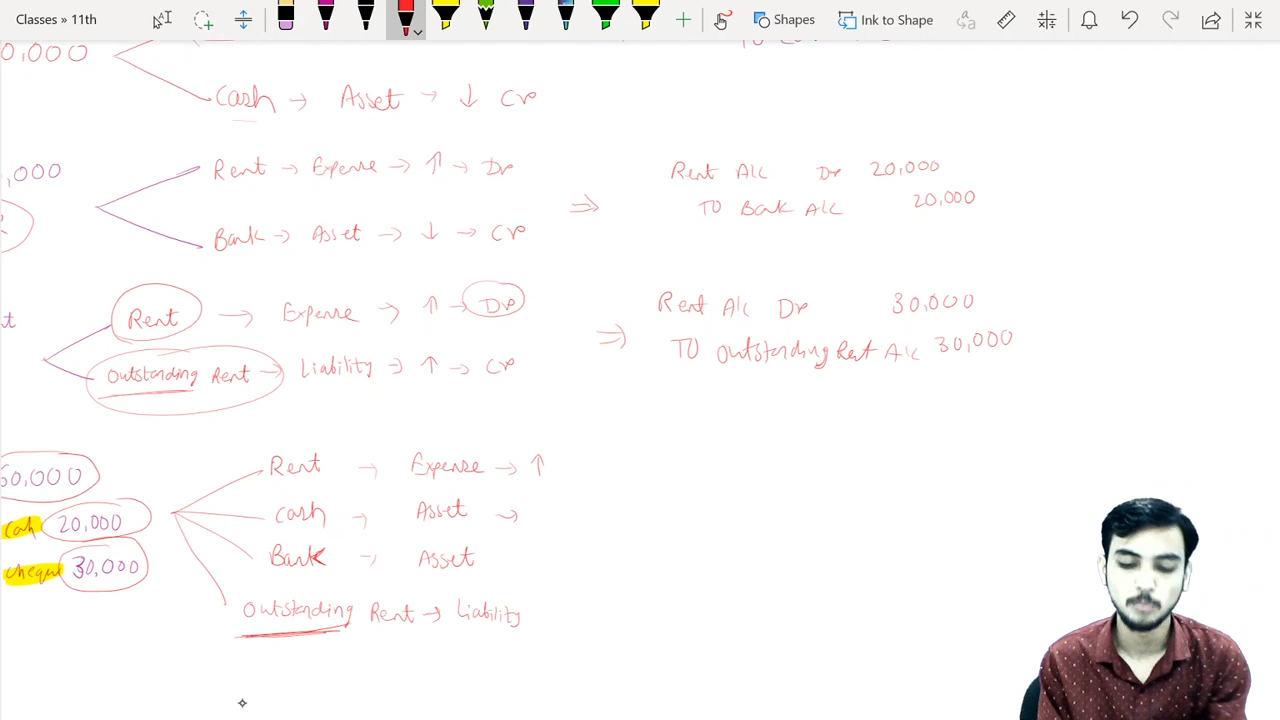 Classes » 11th
Shapes
Ink to Shape
0,000
Cash → Asset → ↓ Cr
,000
Rent → Expense → ↑ → Dr
Rent A/c Dr 20,000
To Bank A/c 20,000
Bank → Asset → ↓ → Cr
nt
Rent → Expense → ↑ → Dr
⇒ Rent A/c Dr 30,000
To Outstanding Rent A/c 30,000
Outstanding Rent → Liability → ↑ → Cr
60,000
Rent → Expense → ↑
Cah 20,000
Cash → Asset →
cheque 30,000
Bank → Asset
Outstanding Rent → Liability